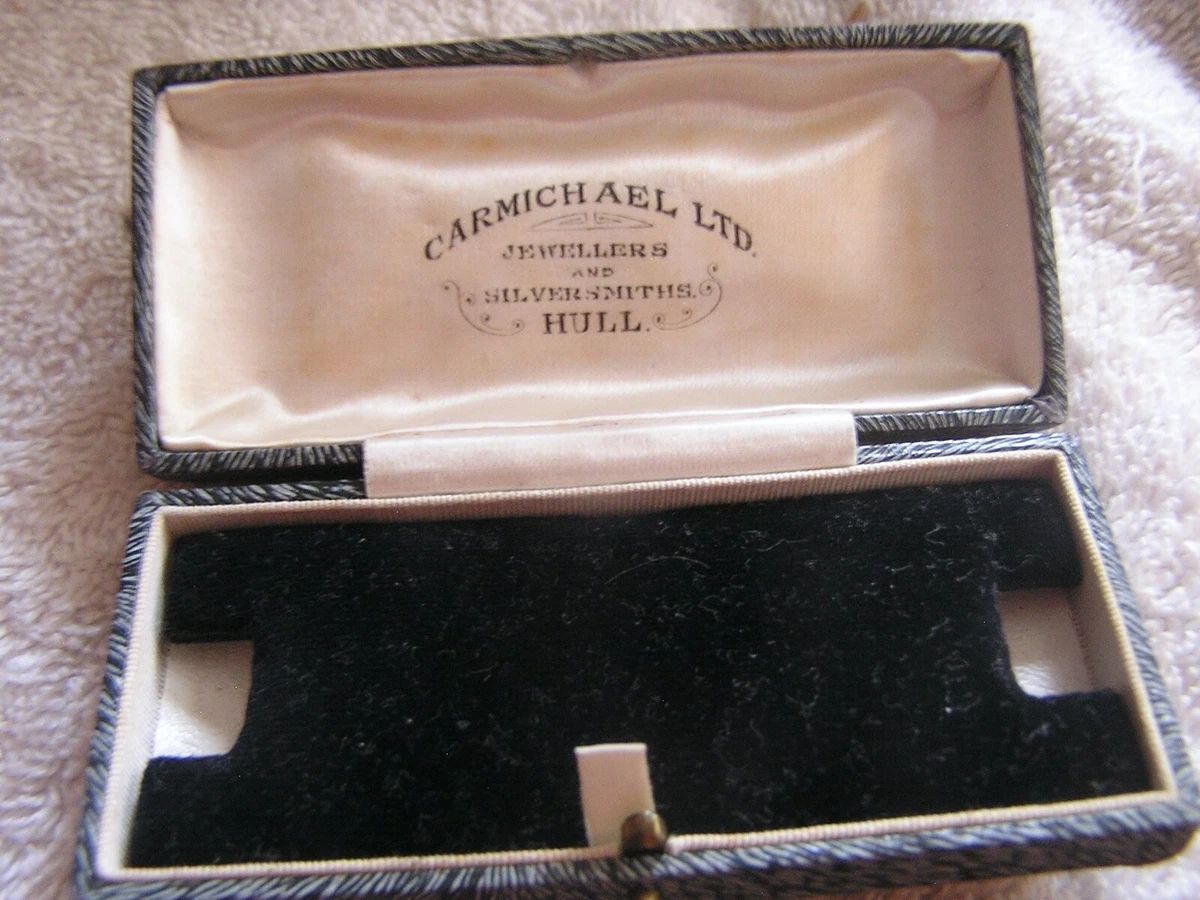 CARMICHAEL LTD.
JEWELLERS
AND
SILVERSMITHS.
HULL.